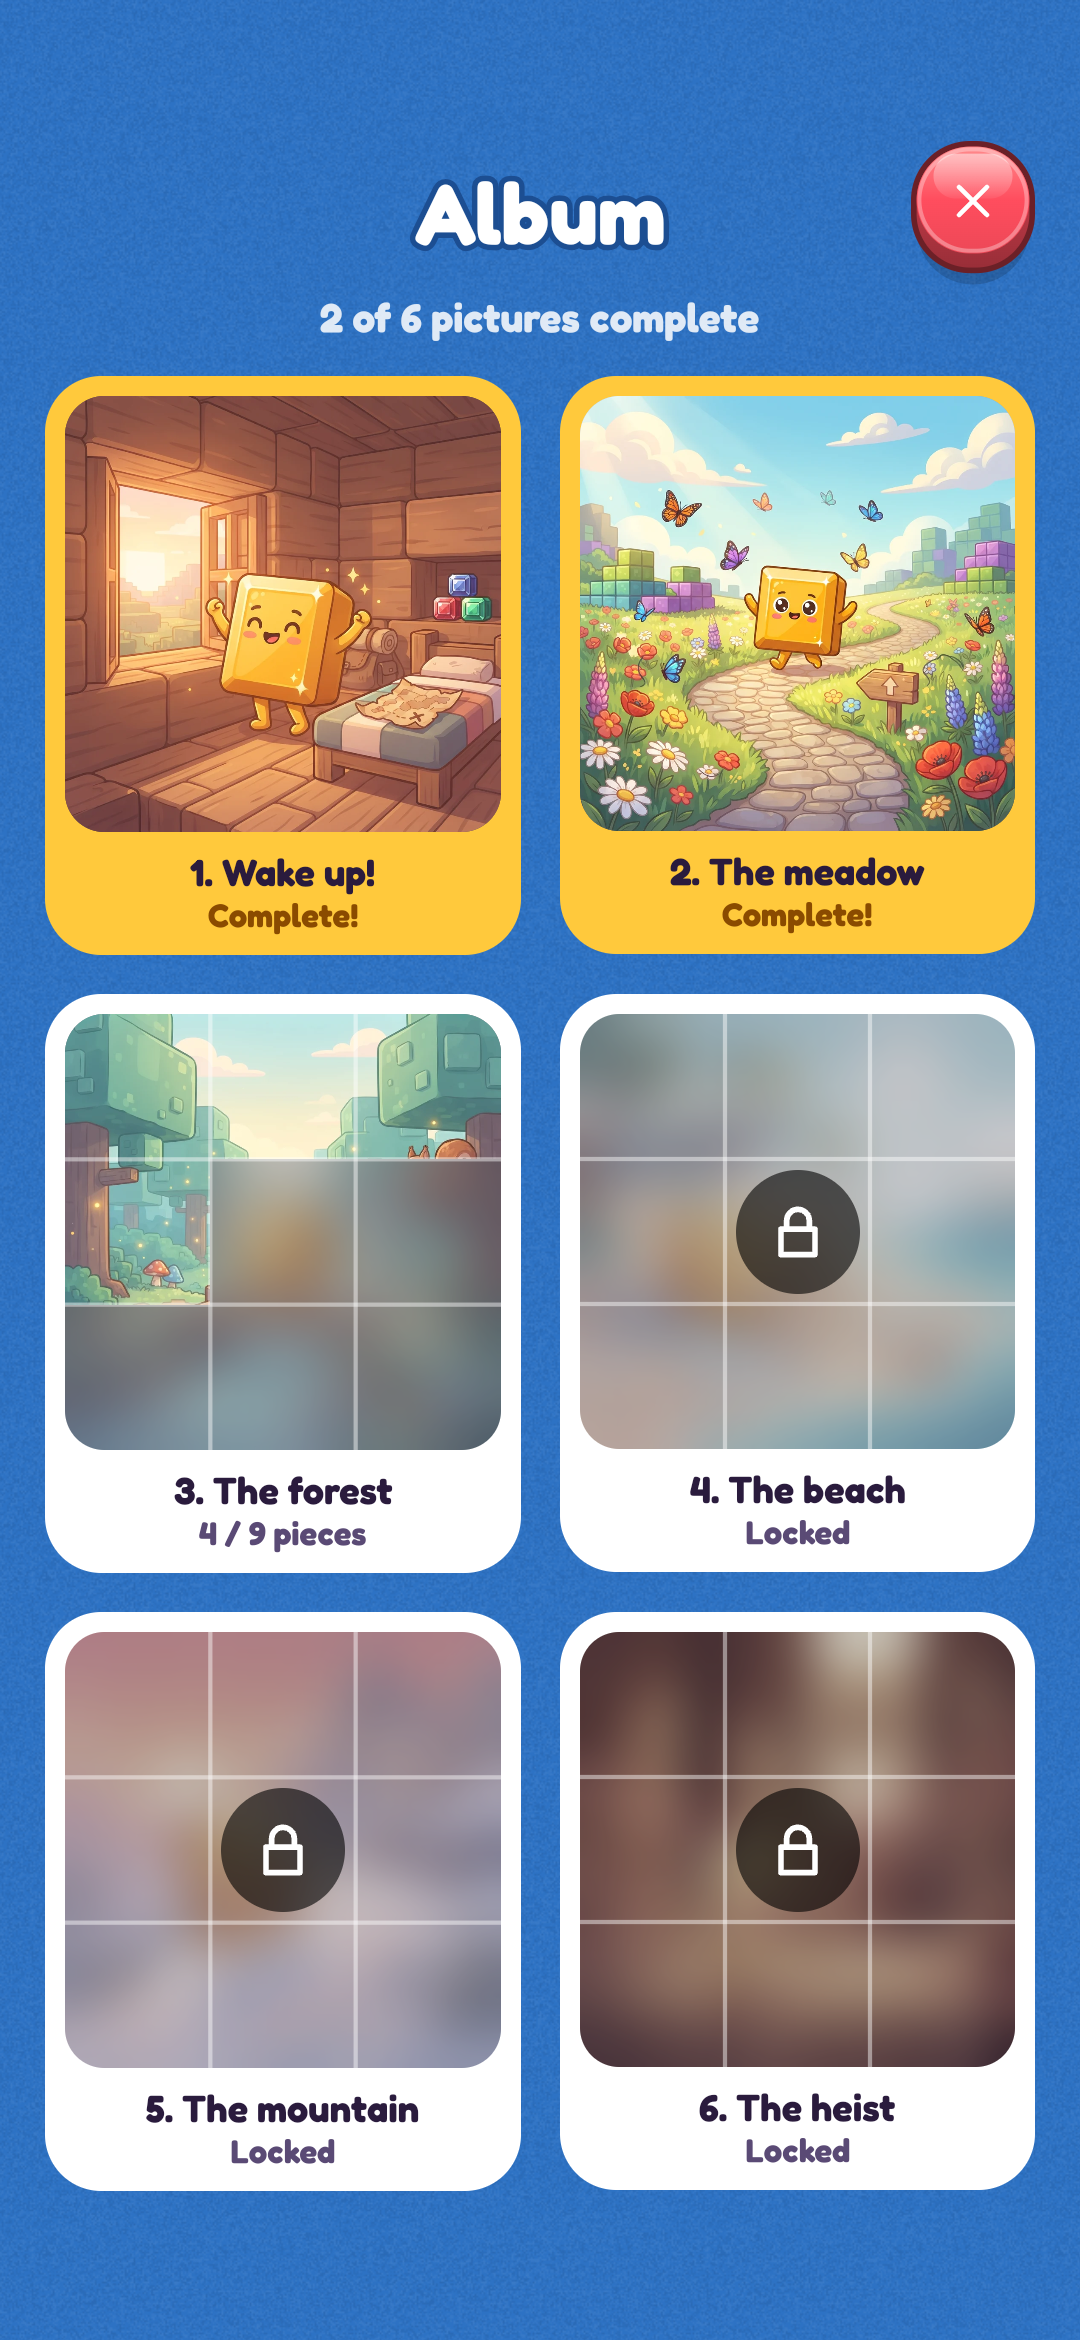 Album
2 of 6 pictures complete
1. Wake up!
Complete!
2. The meadow
Complete!
3. The forest
4 / 9 pieces
4. The beach
Locked
5. The mountain
Locked
6. The heist
Locked